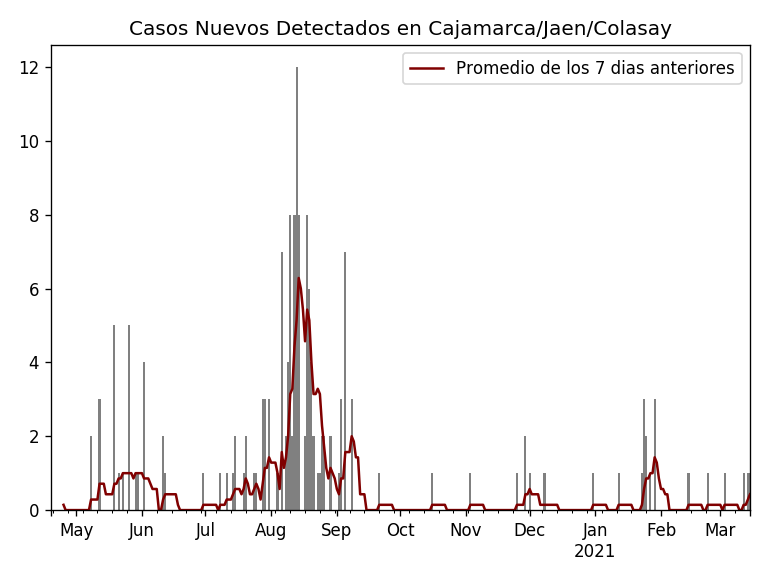 Casos Nuevos Detectados en Cajamarca/Jaen/Colasay
Promedio de los 7 dias anteriores
12
10
8
6
4
2
0
May Jun Jul Aug Sep Oct Nov Dec Jan Feb Mar
2021